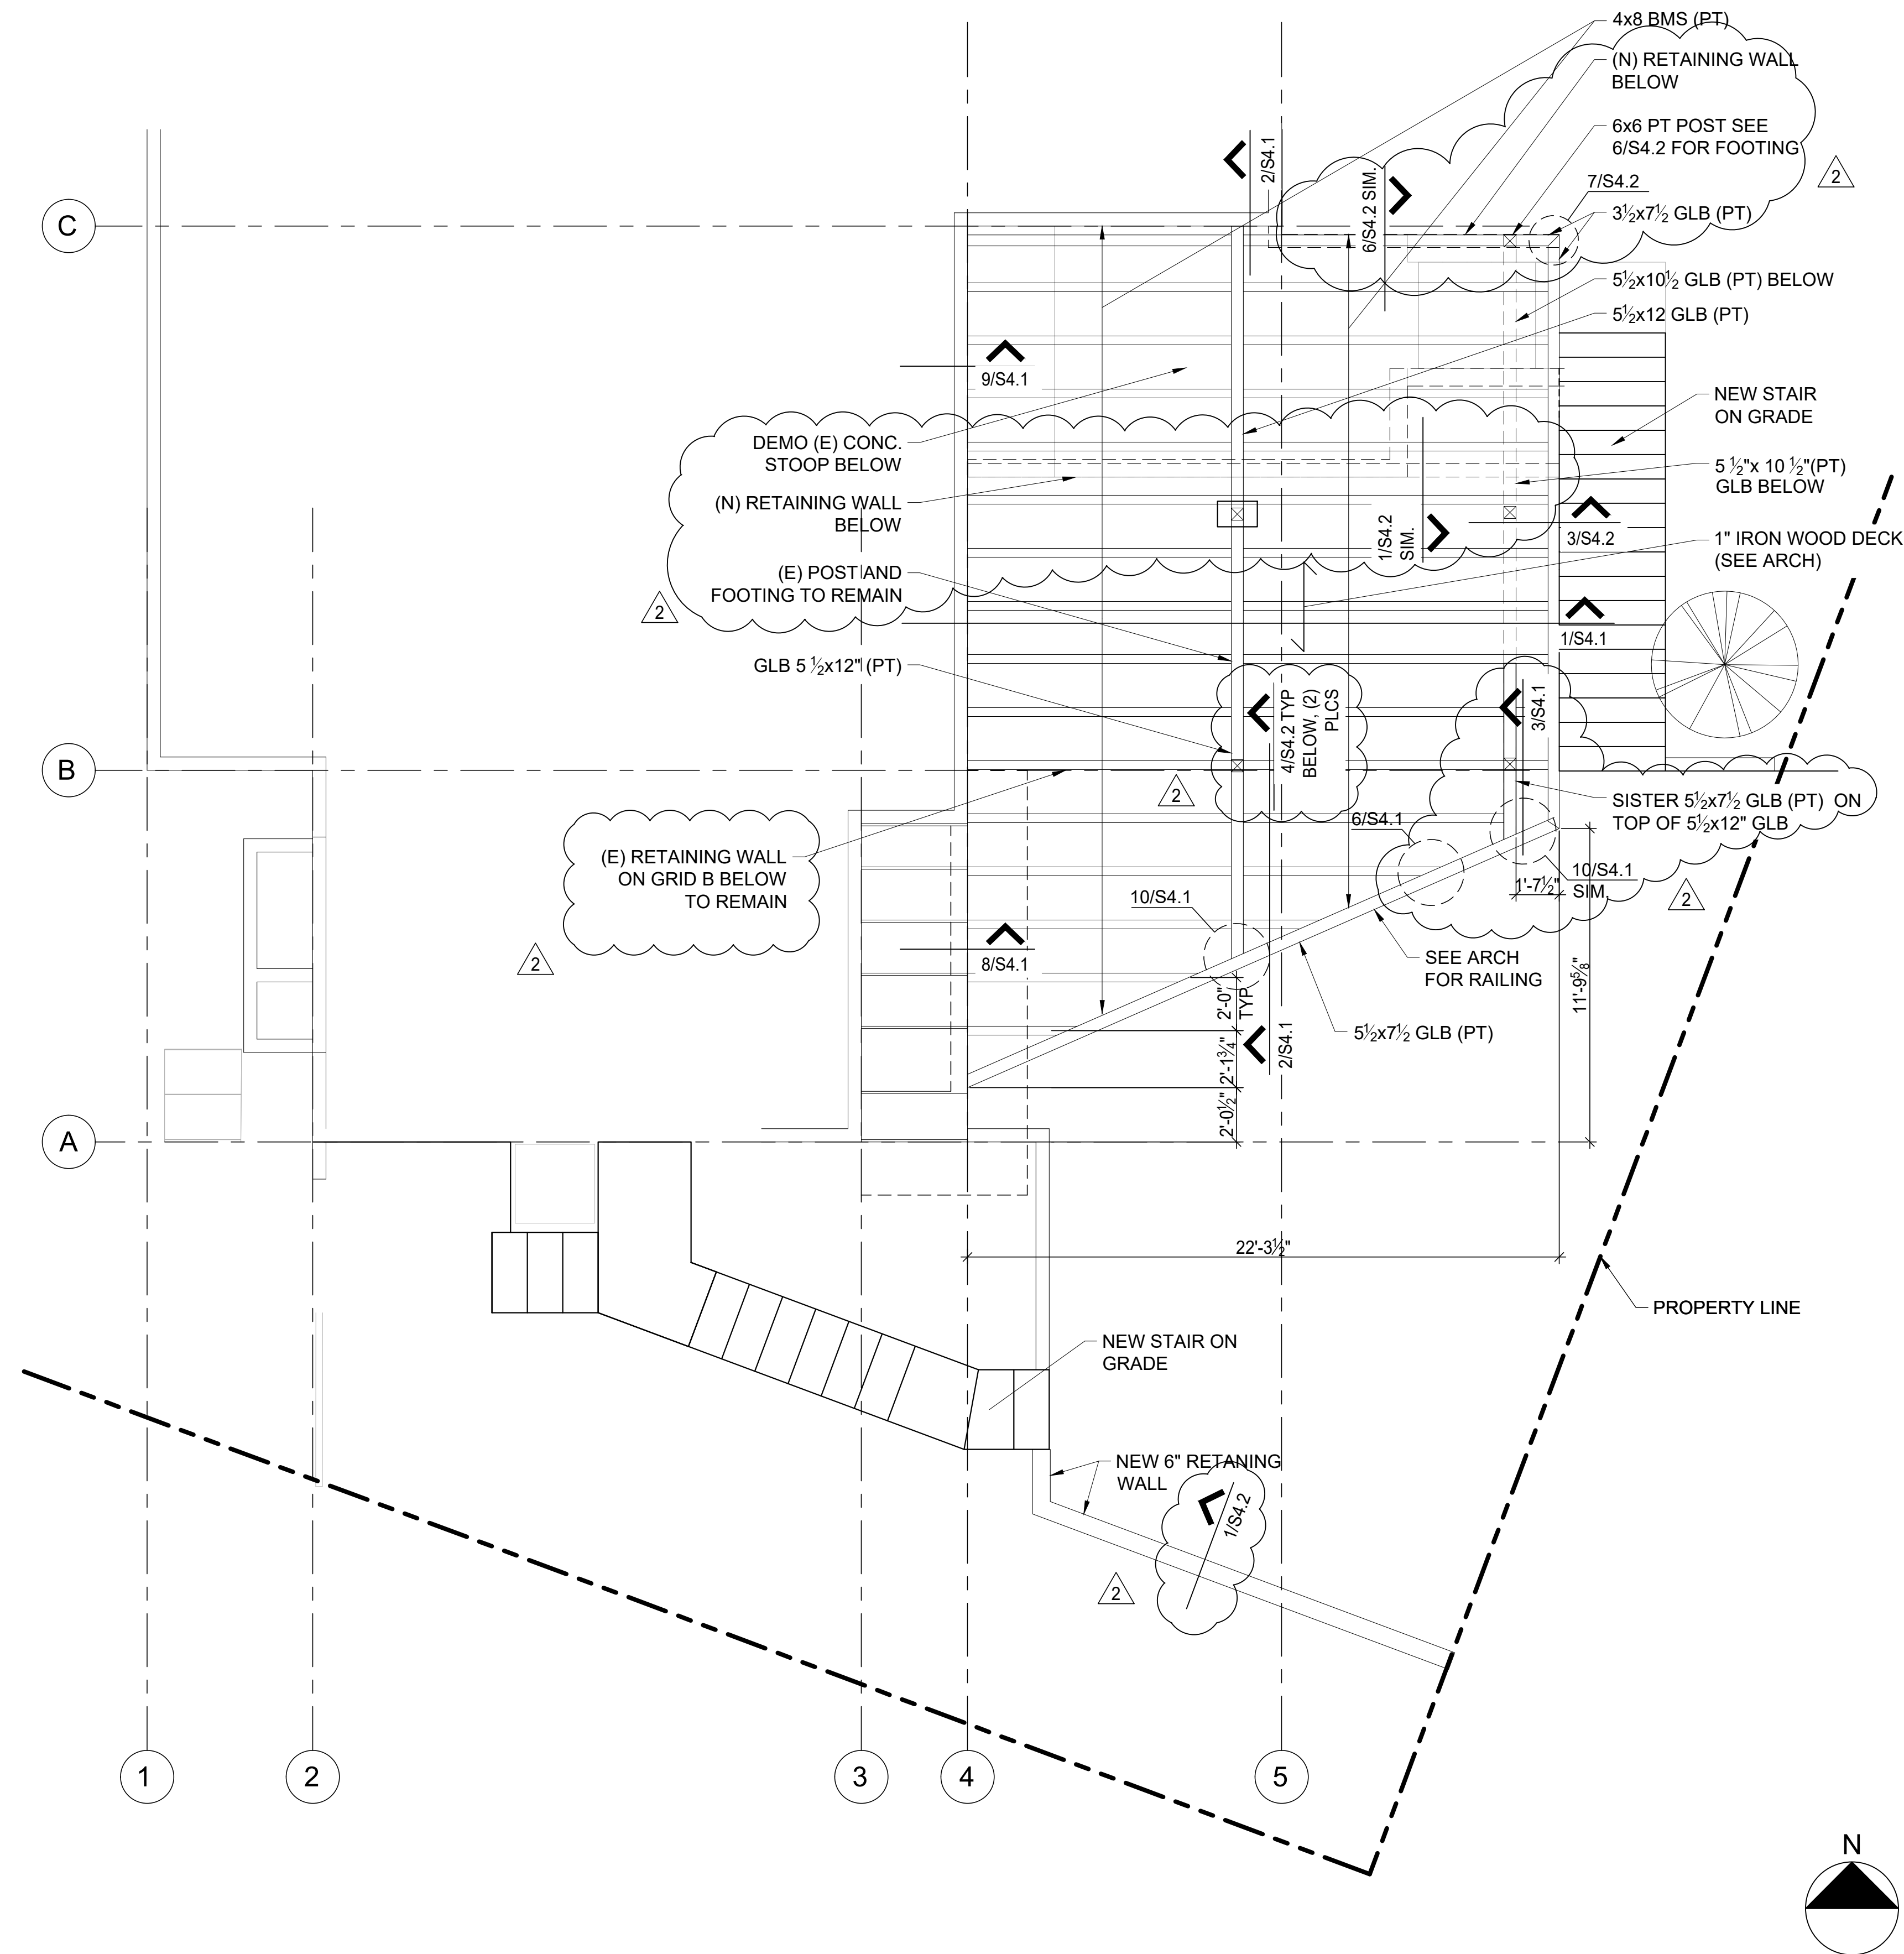 4x8 BMS (PT)
(N) RETAINING WALL
BELOW
6x6 PT POST SEE
6/S4.2 FOR FOOTING
2
7/S4.2
3½x7½ GLB (PT)
2/S4.1
6/S4.2 SIM.
C
5½x10½ GLB (PT) BELOW
5½x12 GLB (PT)
9/S4.1
NEW STAIR
ON GRADE
DEMO (E) CONC.
STOOP BELOW
5 ½"x 10 ½"(PT)
GLB BELOW
(N) RETAINING WALL
BELOW
1/S4.2
SIM.
3/S4.2
1" IRON WOOD DECK
(SEE ARCH)
(E) POST AND
FOOTING TO REMAIN
2
1/S4.1
GLB 5 ½x12" (PT)
4/S4.2 TYP
BELOW, (2)
PLCS
3/S4.1
B
2
SISTER 5½x7½ GLB (PT) ON
TOP OF 5½x12" GLB
6/S4.1
(E) RETAINING WALL
ON GRID B BELOW
TO REMAIN
10/S4.1
SIM.
1'-7½"
2
10/S4.1
2
8/S4.1
SEE ARCH
FOR RAILING
11'-9⅝"
2'-0"
TYP
2'-1¾"
2'-0½"
2/S4.1
5½x7½ GLB (PT)
A
22'-3½"
PROPERTY LINE
NEW STAIR ON
GRADE
NEW 6" RETANING
WALL
1/S4.2
2
1
2
3
4
5
N